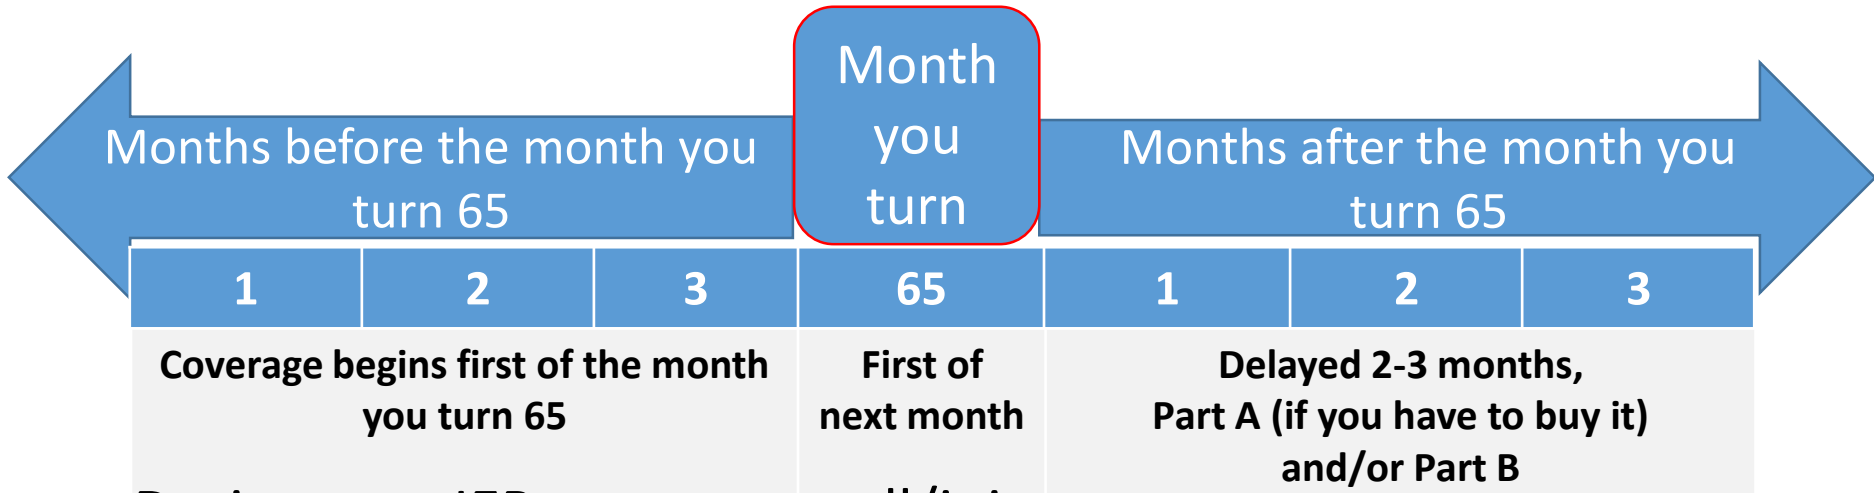 Month
you
turn
Months before the month you
turn 65
Months after the month you
turn 65
1 2 3 65 1 2 3
Coverage begins first of the month
you turn 65
First of
next month
Delayed 2-3 months,
Part A (if you have to buy it)
and/or Part B